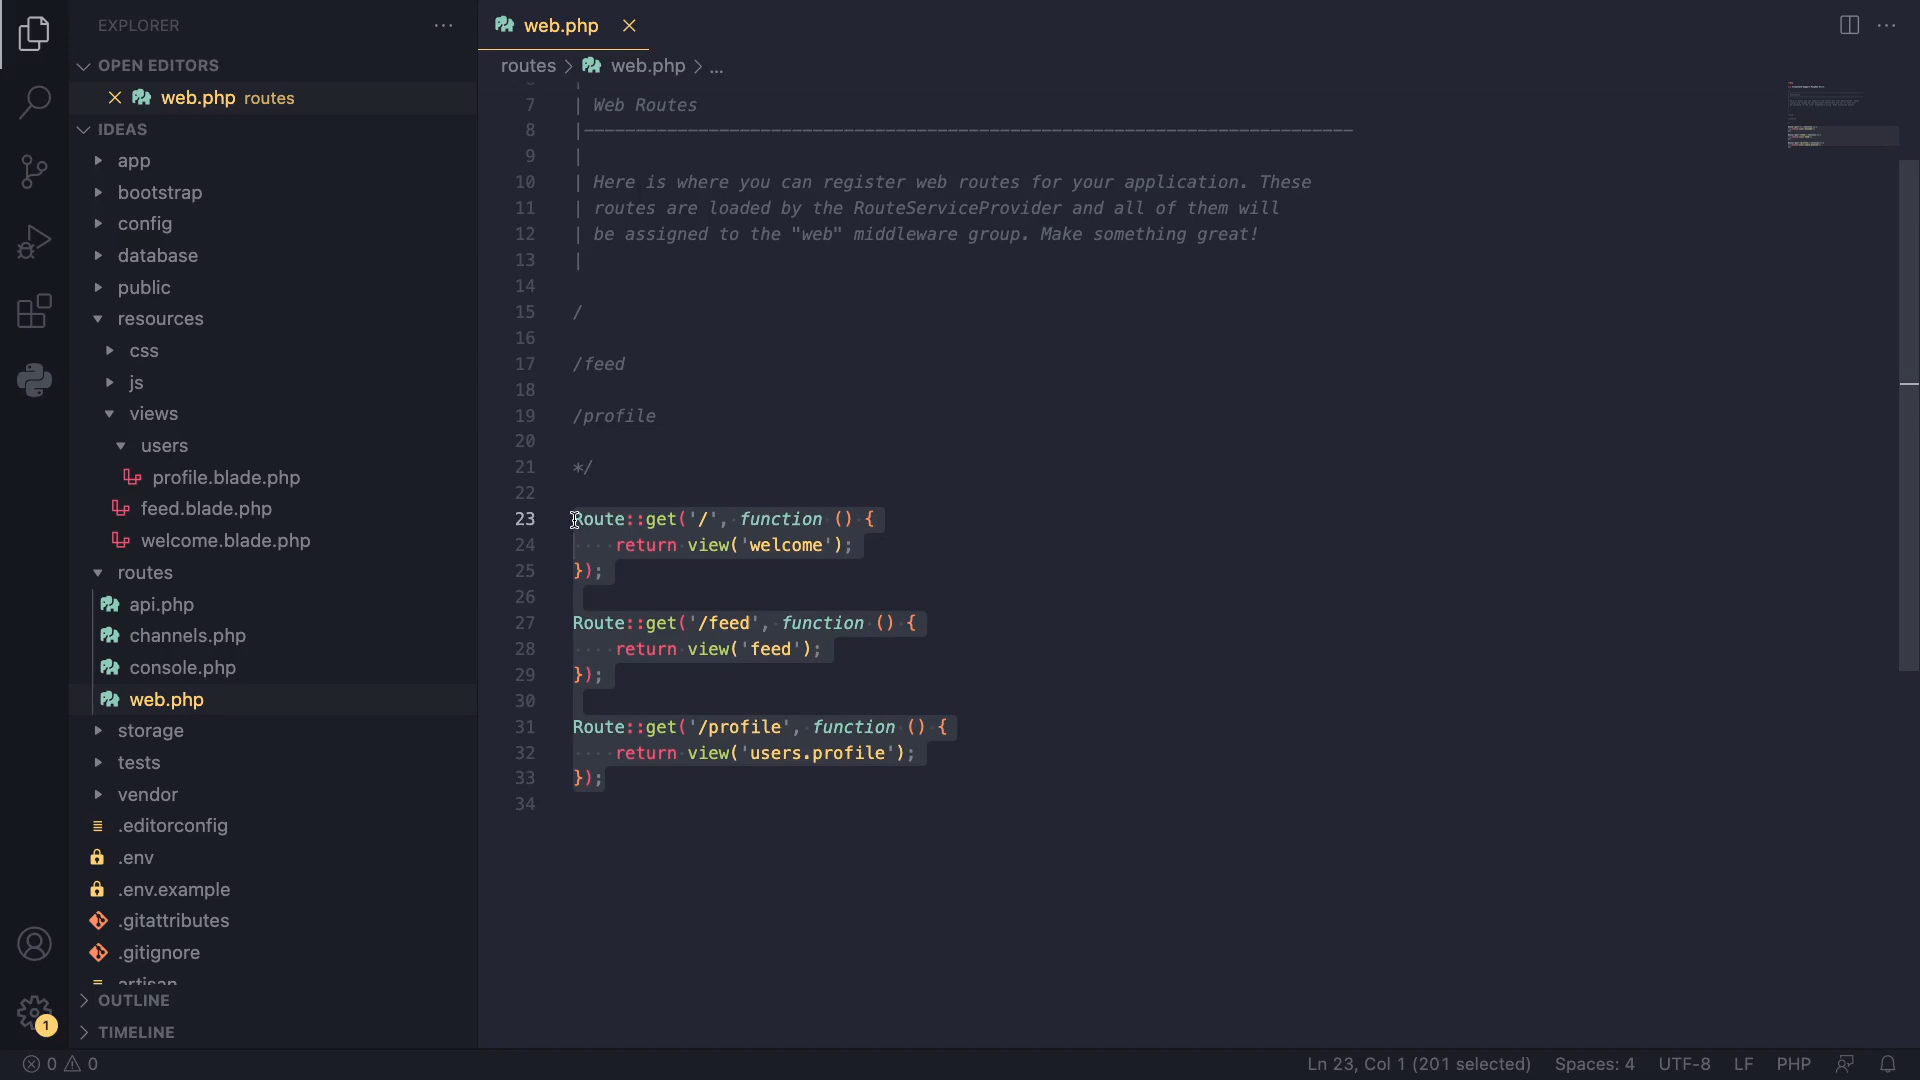 EXPLORER
OPEN EDITORS
web.php routes
IDEAS
app
bootstrap
config
database
public
resources
css
js
views
users
profile.blade.php
feed.blade.php
welcome.blade.php
routes
api.php
channels.php
console.php
web.php
storage
tests
vendor
.editorconfig
.env
.env.example
.gitattributes
.gitignore
artisan
OUTLINE
TIMELINE
1
web.php
routes > web.php > ...
7 | Web Routes
8 |--------------------------------------------------------------------------
9 |
10 | Here is where you can register web routes for your application. These
11 | routes are loaded by the RouteServiceProvider and all of them will
12 | be assigned to the "web" middleware group. Make something great!
13 |
14
15 /
16
17 /feed
18
19 /profile
20
21 */
22
23 Route::get('/', function () {
24     return view('welcome');
25 });
26
27 Route::get('/feed', function () {
28     return view('feed');
29 });
30
31 Route::get('/profile', function () {
32     return view('users.profile');
33 });
34
0 0
Ln 23, Col 1 (201 selected) Spaces: 4 UTF-8 LF PHP